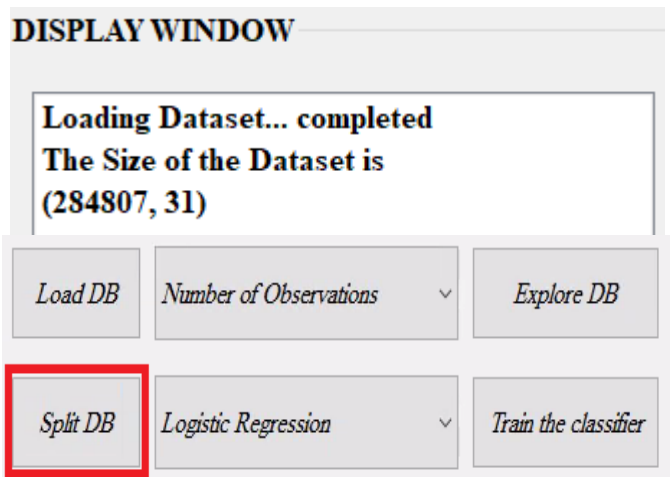 DISPLAY WINDOW
Loading Dataset... completed
The Size of the Dataset is
(284807, 31)
Load DB
Number of Observations
Explore DB
Split DB
Logistic Regression
Train the classifier